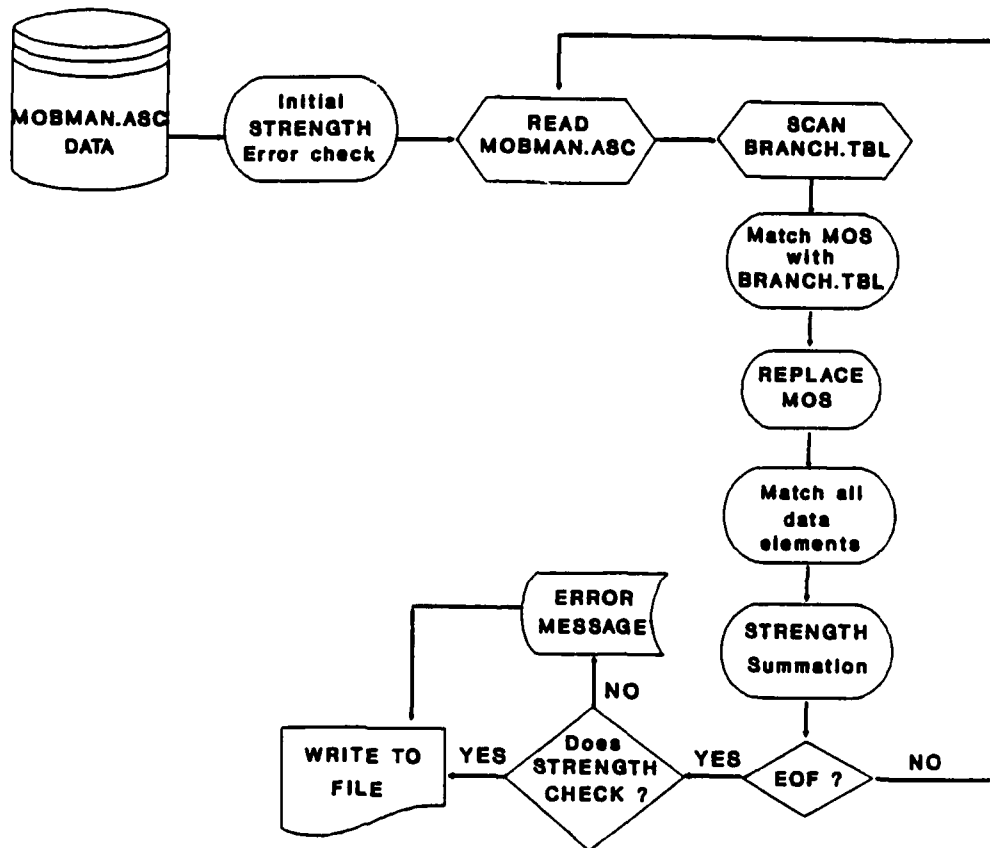 MOBMAN.ASC
DATA
Initial
STRENGTH
Error check
READ
MOBMAN.ASC
SCAN
BRANCH.TBL
Match MOS
with
BRANCH.TBL
REPLACE
MOS
Match all
data
elements
STRENGTH
Summation
EOF ?
NO
YES
Does
STRENGTH
CHECK ?
NO
ERROR
MESSAGE
YES
WRITE TO
FILE